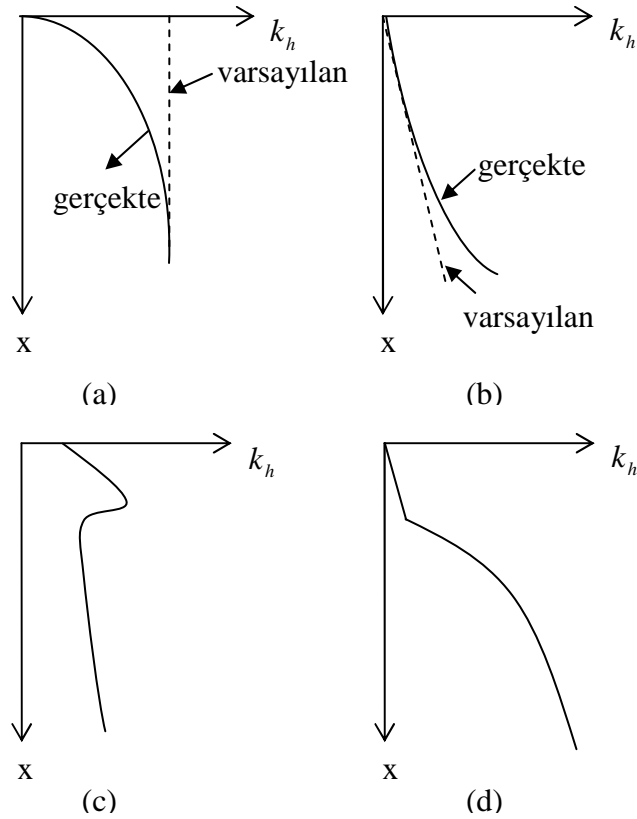 k_h
varsayılan
gerçekte
x
(a)
k_h
gerçekte
varsayılan
x
(b)
k_h
x
(c)
k_h
x
(d)